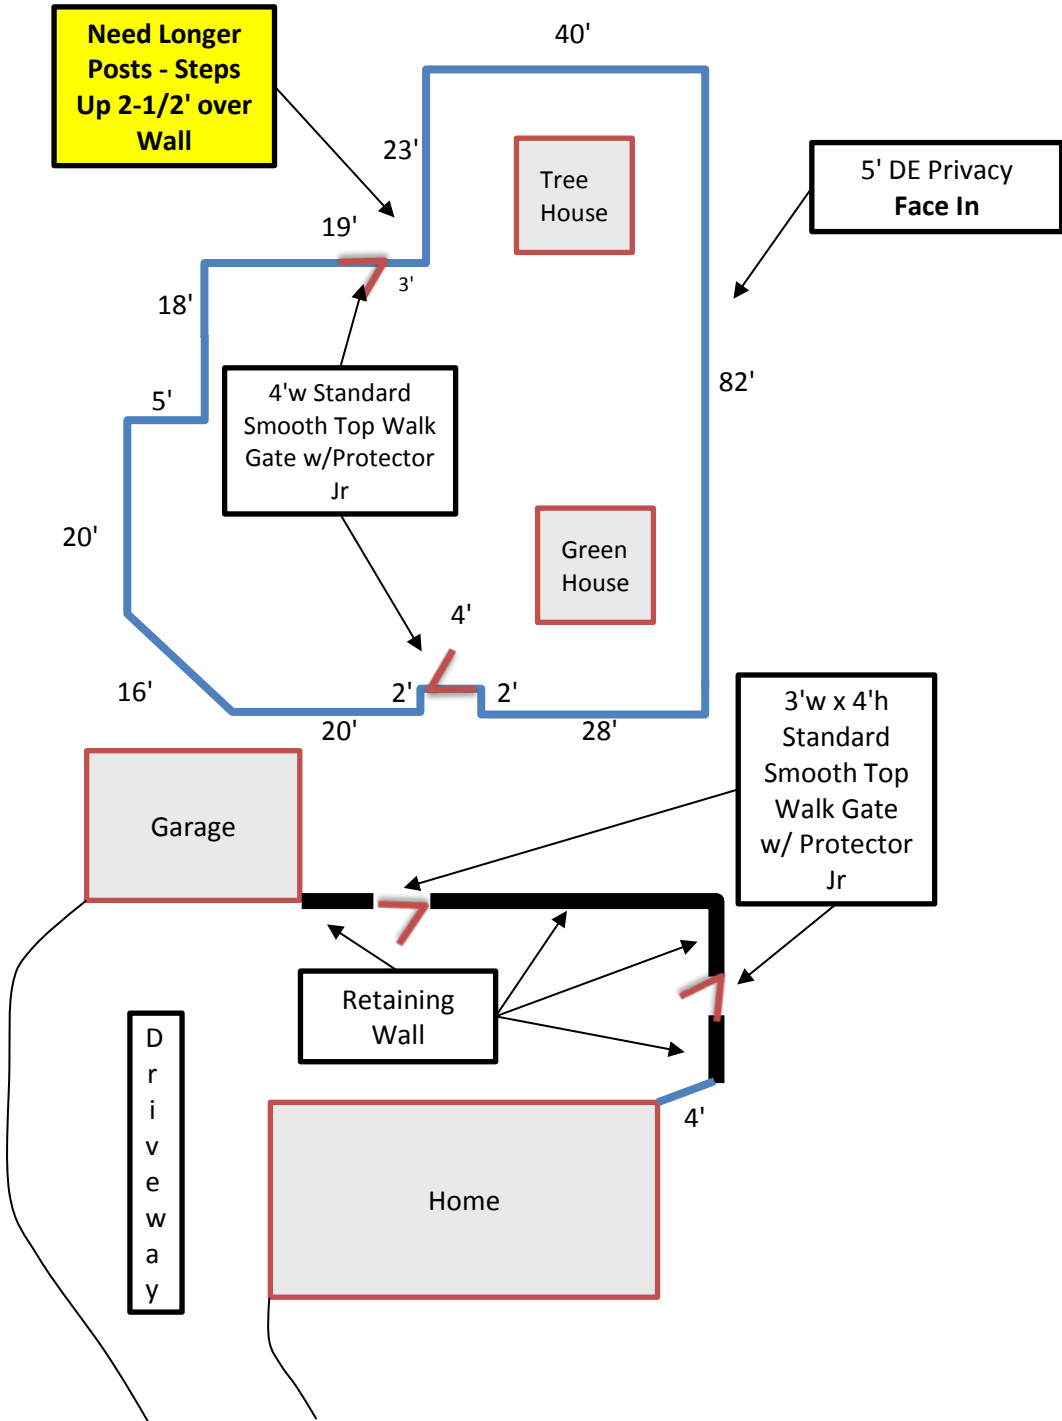 Need Longer
Posts - Steps
Up 2-1/2' over
Wall
40'
23'
Tree
House
5' DE Privacy
Face In
19'
3'
18'
4'w Standard
Smooth Top Walk
Gate w/Protector
Jr
82'
5'
20'
Green
House
4'
16'
2'
2'
20'
28'
3'w x 4'h
Standard
Smooth Top
Walk Gate
w/ Protector
Jr
Garage
Retaining
Wall
D
r
i
v
e
w
a
y
4'
Home